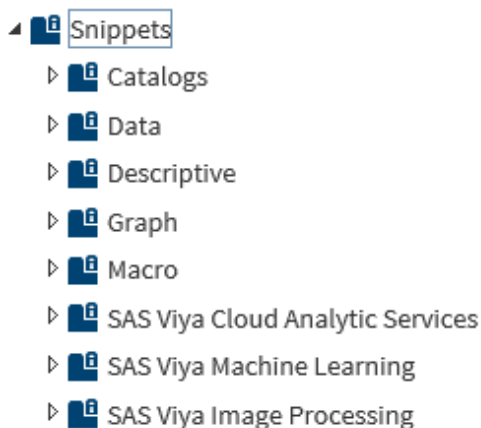 Snippets
Catalogs
Data
Descriptive
Graph
Macro
SAS Viya Cloud Analytic Services
SAS Viya Machine Learning
SAS Viya Image Processing